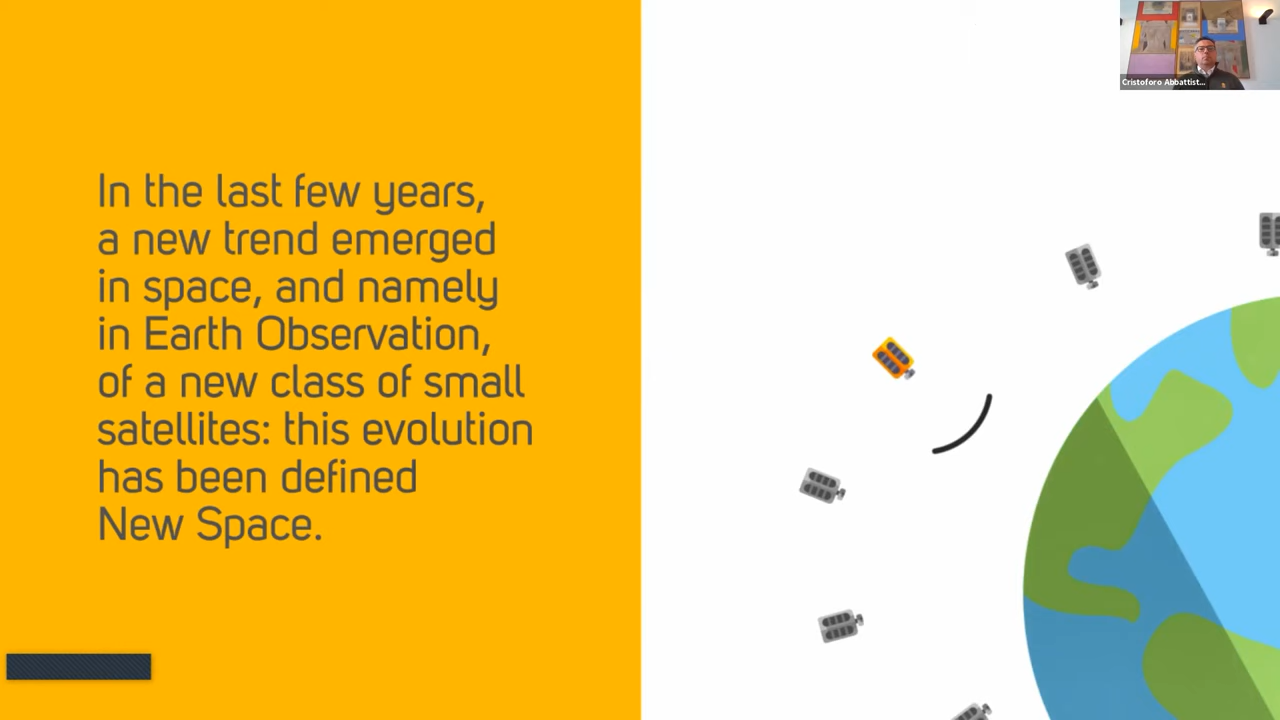 In the last few years,
a new trend emerged
in space, and namely
in Earth Observation,
of a new class of small
satellites: this evolution
has been defined
New Space.
Cristoforo Abbattist...